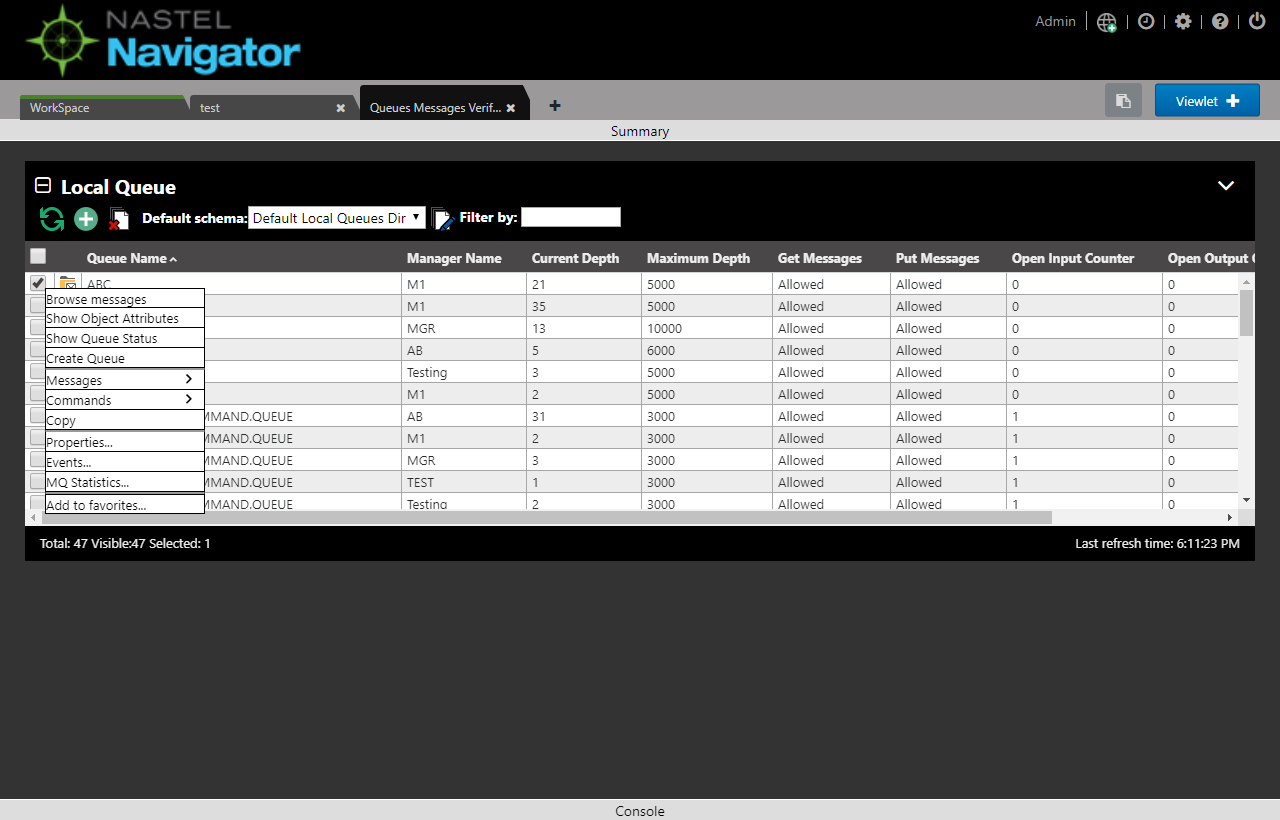 NASTEL
Navigator
Admin
WorkSpace
test
Queues Messages Verif...
Viewlet
Summary
Local Queue
Default schema: Default Local Queues Dir Filter by:
Queue Name Manager Name Current Depth Maximum Depth Get Messages Put Messages Open Input Counter Open Output C
ABC M1 21 5000 Allowed Allowed 0 0
Browse messages M1 35 5000 Allowed Allowed 0 0
Show Object Attributes MGR 13 10000 Allowed Allowed 0 0
Show Queue Status AB 5 6000 Allowed Allowed 0 0
Create Queue Testing 3 5000 Allowed Allowed 0 0
Messages M1 2 5000 Allowed Allowed 0 0
Commands
Copy MMAND.QUEUE AB 31 3000 Allowed Allowed 1 0
Properties... MMAND.QUEUE M1 2 3000 Allowed Allowed 1 0
Events... MMAND.QUEUE MGR 3 3000 Allowed Allowed 1 0
MQ Statistics... MMAND.QUEUE TEST 1 3000 Allowed Allowed 1 0
Add to favorites... MMAND.QUEUE Testing 2 3000 Allowed Allowed 1 0
Total: 47 Visible:47 Selected: 1 Last refresh time: 6:11:23 PM
Console